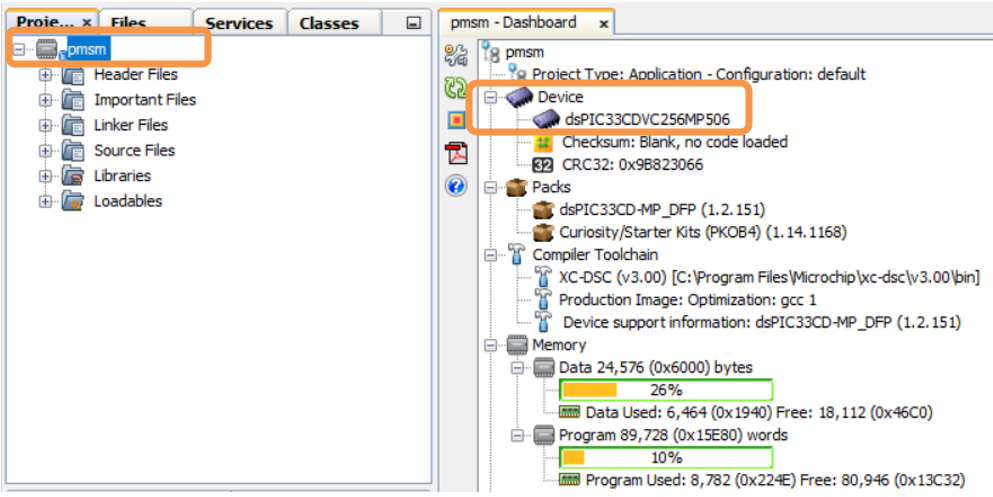 Proje... x Files Services Classes
pmsm
Header Files
Important Files
Linker Files
Source Files
Libraries
Loadables
pmsm - Dashboard x
pmsm
Project Type: Application - Configuration: default
Device
dsPIC33CDVC256MP506
Checksum: Blank, no code loaded
32 CRC32: 0x9B823066
Packs
dsPIC33CD-MP_DFP (1.2.151)
Curiosity/Starter Kits (PKOB4) (1.14.1168)
Compiler Toolchain
XC-DSC (v3.00) [C:\Program Files\Microchip\xc-dsc\v3.00\bin]
Production Image: Optimization: gcc 1
Device support information: dsPIC33CD-MP_DFP (1.2.151)
Memory
Data 24,576 (0x6000) bytes
26%
Data Used: 6,464 (0x1940) Free: 18,112 (0x46C0)
Program 89,728 (0x15E80) words
10%
Program Used: 8,782 (0x224E) Free: 80,946 (0x13C32)